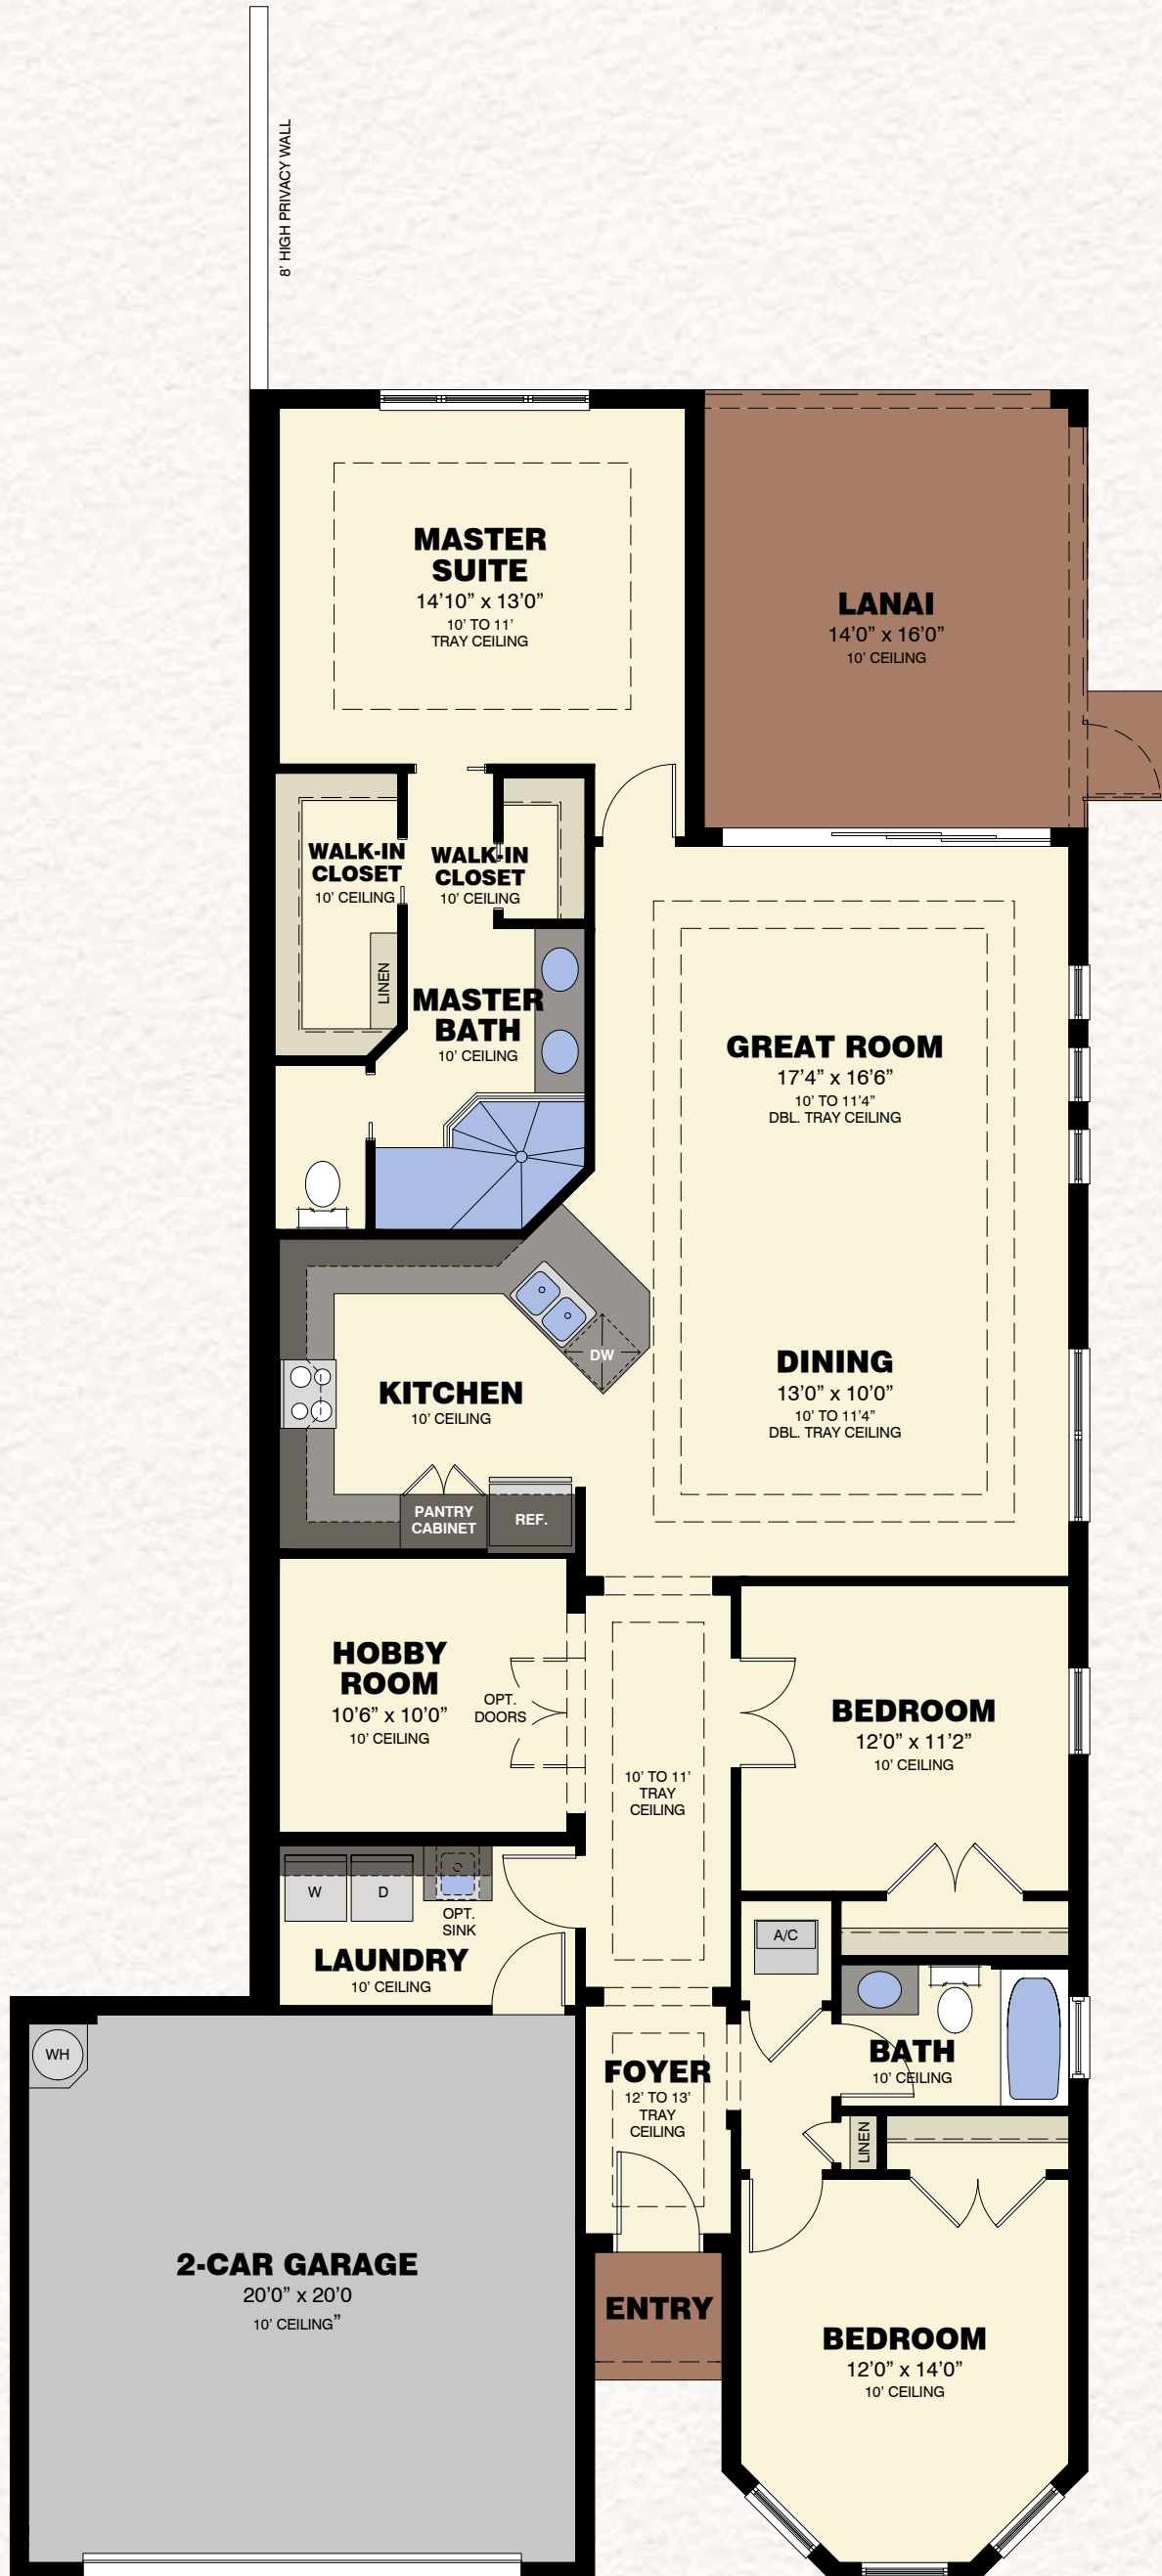 8’ HIGH PRIVACY WALL
MASTER
SUITE
14’10” x 13’0”
10’ TO 11’
TRAY CEILING
LANAI
14’0” x 16’0”
10’ CEILING
WALK-IN
CLOSET
10’ CEILING
WALK-IN
CLOSET
10’ CEILING
LINEN
MASTER
BATH
10’ CEILING
GREAT ROOM
17’4” x 16’6”
10’ TO 11’4”
DBL. TRAY CEILING
DW
KITCHEN
10’ CEILING
DINING
13’0” x 10’0”
10’ TO 11’4”
DBL. TRAY CEILING
PANTRY
CABINET
REF.
HOBBY
ROOM
10’6” x 10’0”
10’ CEILING
OPT.
DOORS
10’ TO 11’
TRAY
CEILING
BEDROOM
12’0” x 11’2”
10’ CEILING
W
D
OPT.
SINK
LAUNDRY
10’ CEILING
A/C
WH
FOYER
12’ TO 13’
TRAY
CEILING
BATH
10’ CEILING
LINEN
2-CAR GARAGE
20’0” x 20’0
10’ CEILING”
ENTRY
BEDROOM
12’0” x 14’0”
10’ CEILING